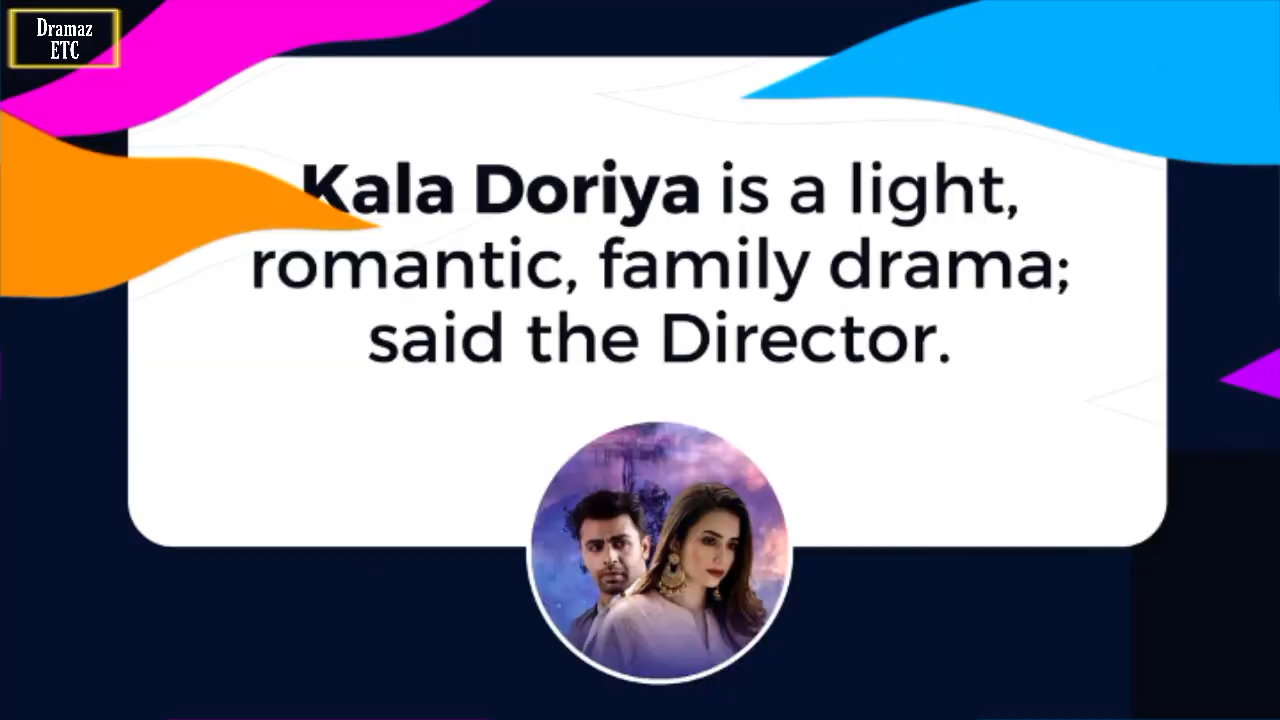 Dramaz
ETC
Kala Doriya is a light,
romantic, family drama;
said the Director.